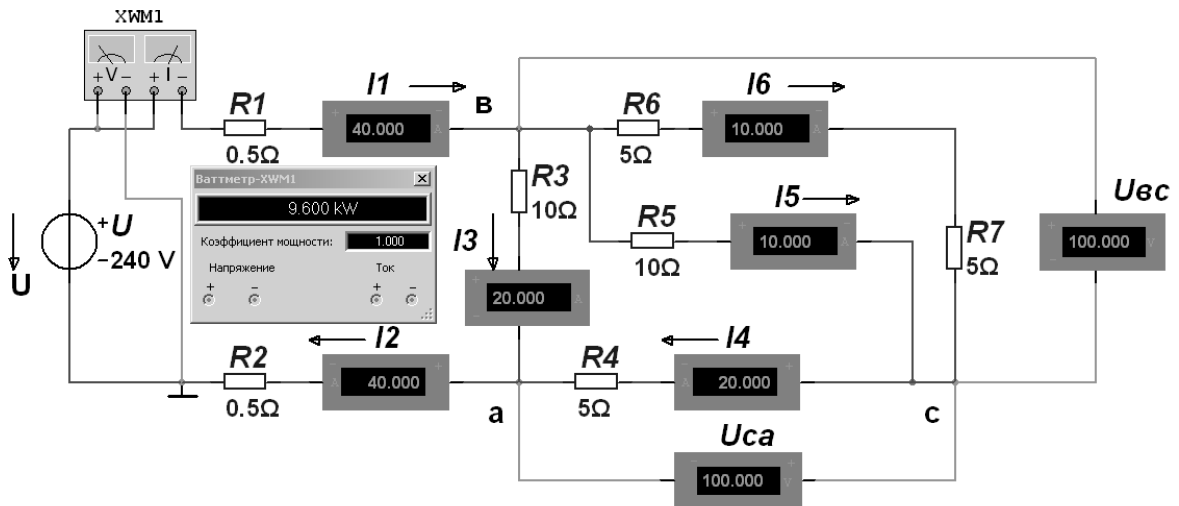 XWM1
+ V − + I −
R1
0.5Ω
I1
40.000
A
B
R6
5Ω
I6
10.000
A
Ваттметр-XWM1
9.600 kW
Коэффициент мощности:
1.000
Напряжение
Ток
+ − + −
R3
10Ω
I3
20.000
A
R5
10Ω
I5
10.000
A
R7
5Ω
Uвс
100.000
V
+U
−240 V
U
R2
0.5Ω
I2
A
40.000
a
R4
5Ω
I4
A
20.000
c
Uca
100.000
V